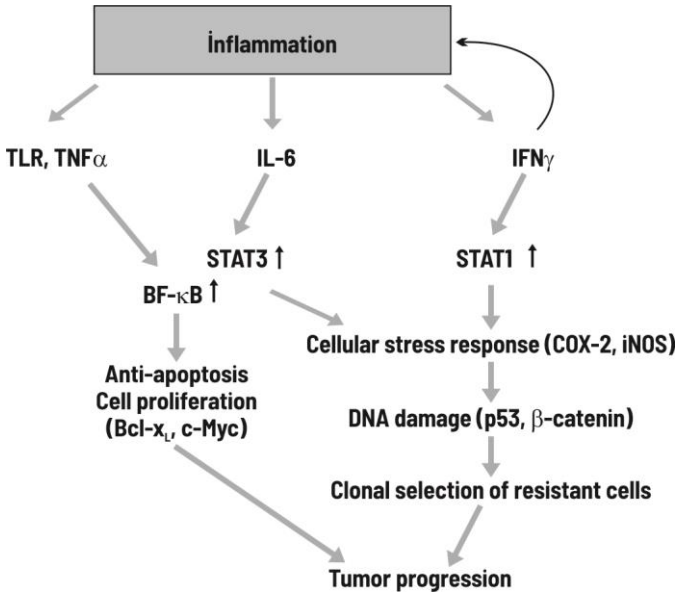 İnflammation
TLR, TNFα
IL-6
IFNγ
STAT3 ↑
STAT1 ↑
BF-κB ↑
Cellular stress response (COX-2, iNOS)
Anti-apoptosis
Cell proliferation
(Bcl-x_L, c-Myc)
DNA damage (p53, β-catenin)
Clonal selection of resistant cells
Tumor progression